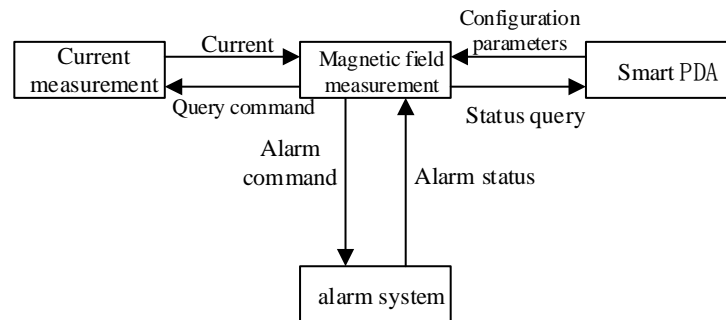 Current
measurement
Current
Query command
Magnetic field
measurement
Configuration
parameters
Status query
Smart PDA
Alarm
command
Alarm status
alarm system